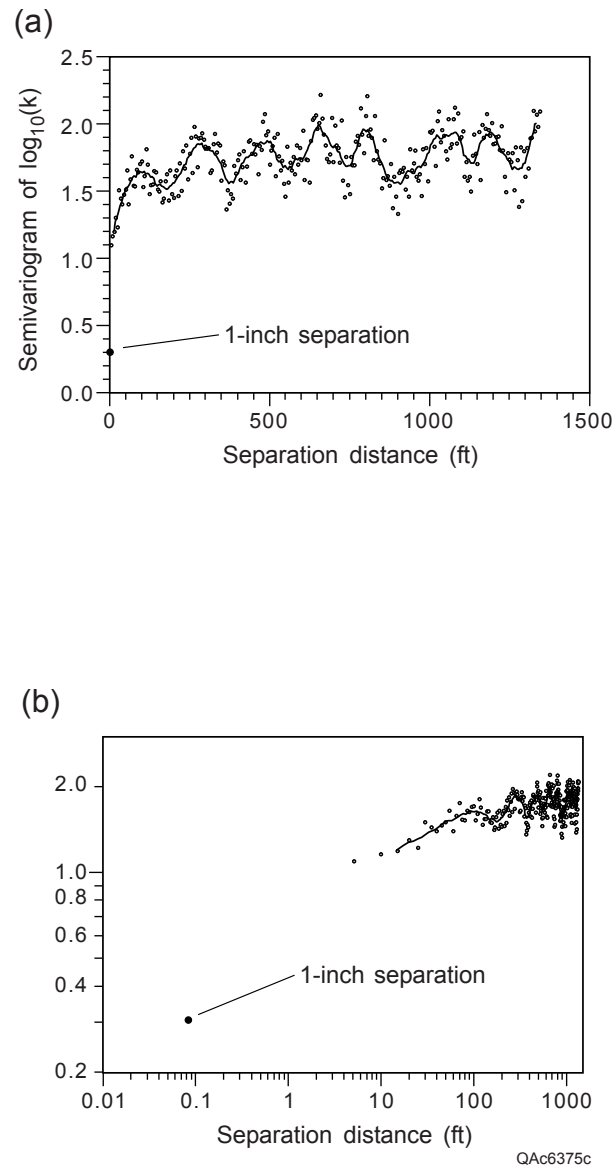 (a)
Semivariogram of log10(k)
2.5
2.0
1.5
1.0
0.5
0.0
1-inch separation
0 500 1000 1500
Separation distance (ft)
(b)
2.0
1.0
0.8
0.6
0.4
0.2
1-inch separation
0.01 0.1 1 10 100 1000
Separation distance (ft)
QAc6375c